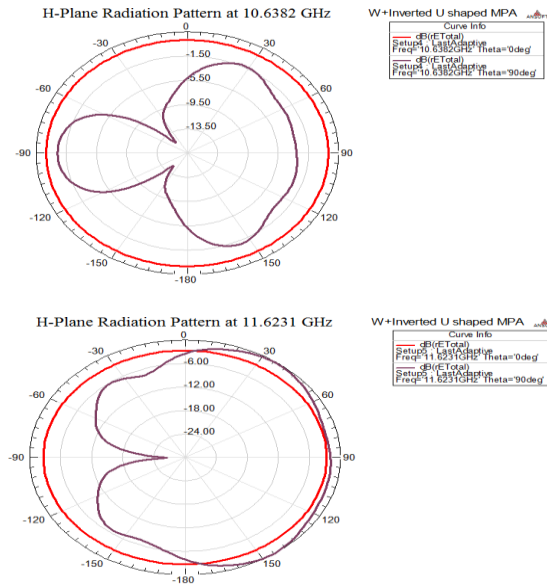 H-Plane Radiation Pattern at 10.6382 GHz
W+Inverted U shaped MPA
ANSOFT
Curve Info
dB(rETotal)
Setup4 : LastAdaptive
Freq='10.6382GHz' Theta='0deg'
dB(rETotal)
Setup4 : LastAdaptive
Freq='10.6382GHz' Theta='90deg'
0
-30
30
-1.50
-60
-5.50
60
-9.50
-13.50
-90
90
-120
120
-150
150
-180
H-Plane Radiation Pattern at 11.6231 GHz
W+Inverted U shaped MPA
Curve Info
dB(rETotal)
Setup5 : LastAdaptive
Freq='11.6231GHz' Theta='0deg'
dB(rETotal)
Setup5 : LastAdaptive
Freq='11.6231GHz' Theta='90deg'
0
-30
30
-6.00
-60
-12.00
60
-18.00
-24.00
-90
90
-120
120
-150
150
-180